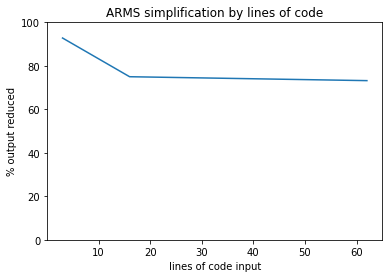 ARMS simplification by lines of code
% output reduced
100
80
60
40
20
0
10 20 30 40 50 60
lines of code input